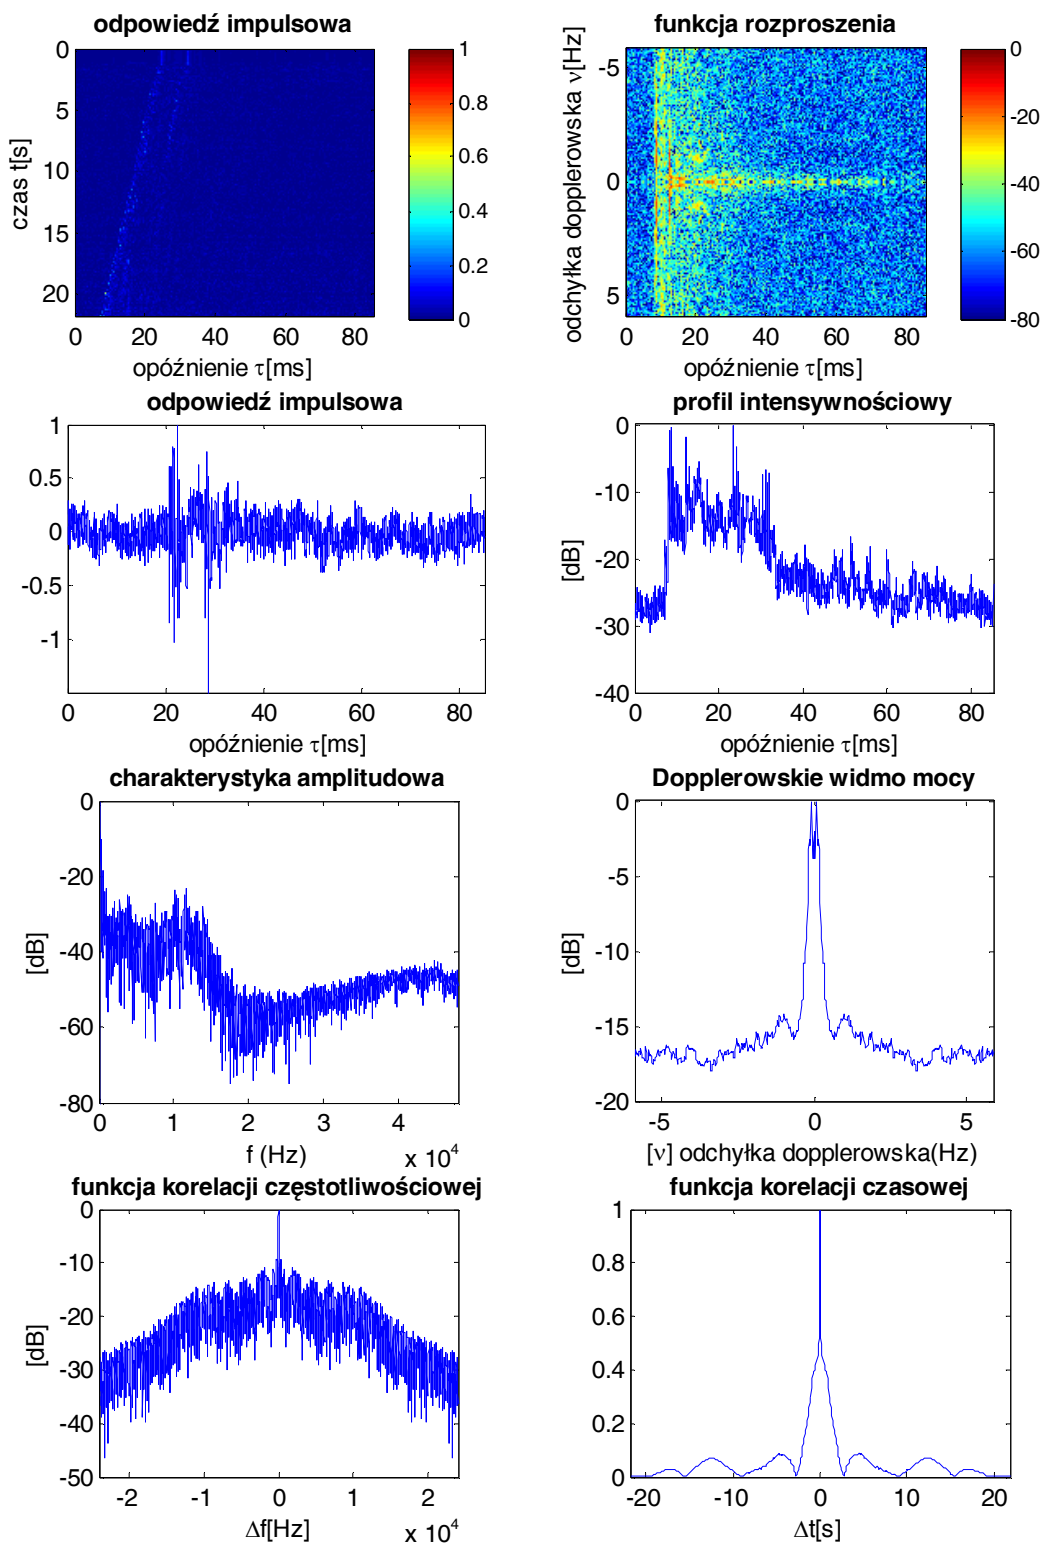 odpowiedź impulsowa
0
5
10
15
20
czas t[s]
0 20 40 60 80
opóźnienie τ[ms]
1
0.8
0.6
0.4
0.2
0
funkcja rozproszenia
-5
0
5
odchyłka dopplerowska ν[Hz]
0 20 40 60 80
opóźnienie τ[ms]
0
-20
-40
-60
-80
odpowiedź impulsowa
1
0.5
0
-0.5
-1
0 20 40 60 80
opóźnienie τ[ms]
profil intensywnościowy
0
-10
-20
-30
-40
[dB]
0 20 40 60 80
opóźnienie τ[ms]
charakterystyka amplitudowa
0
-20
-40
-60
-80
[dB]
0 1 2 3 4
f (Hz) x 10^4
Dopplerowskie widmo mocy
0
-5
-10
-15
-20
[dB]
-5 0 5
[ν] odchyłka dopplerowska(Hz)
funkcja korelacji częstotliwościowej
0
-10
-20
-30
-40
-50
[dB]
-2 -1 0 1 2
Δf[Hz] x 10^4
funkcja korelacji czasowej
1
0.8
0.6
0.4
0.2
0
-20 -10 0 10 20
Δt[s]